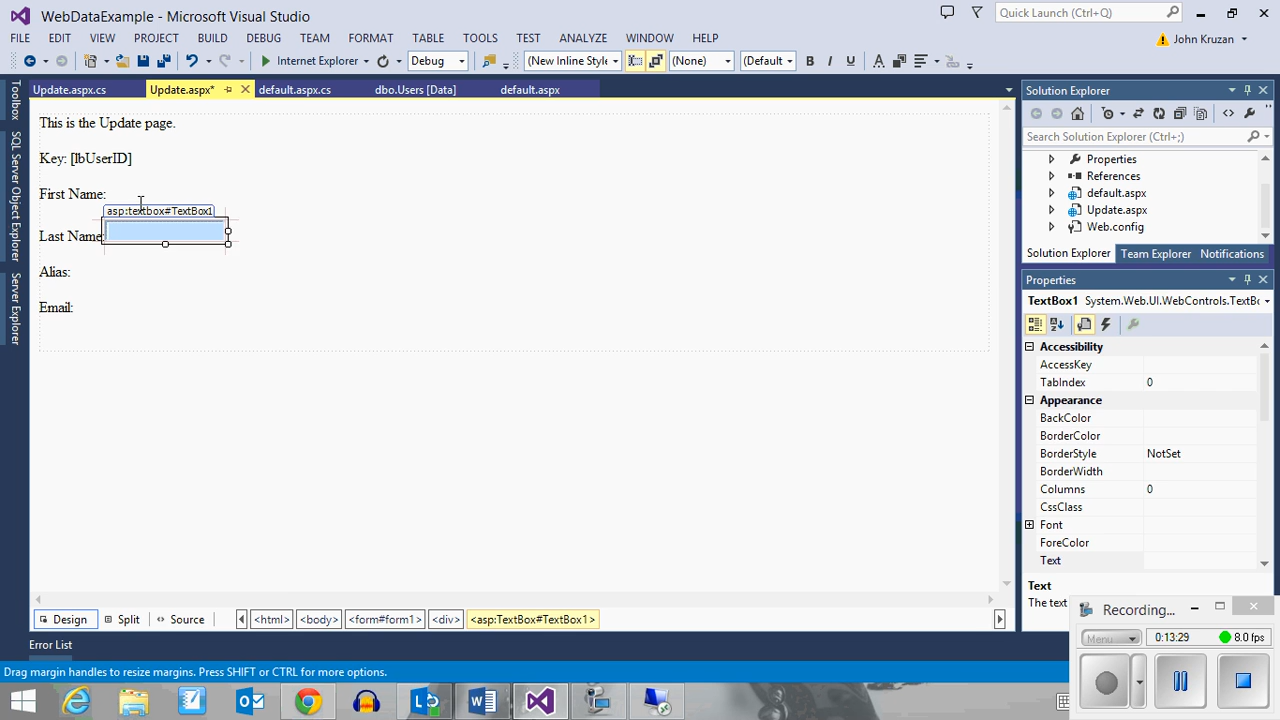 WebDataExample - Microsoft Visual Studio
Quick Launch (Ctrl+Q)
FILE EDIT VIEW PROJECT BUILD DEBUG TEAM FORMAT TABLE TOOLS TEST ANALYZE WINDOW HELP
John Kruzan
Internet Explorer Debug (New Inline Style (None) (Default B I U A
Toolbox
SQL Server Object Explorer
Server Explorer
Update.aspx.cs Update.aspx* default.aspx.cs dbo.Users [Data] default.aspx
This is the Update page.
Key: [lbUserID]
First Name:
asp:textbox#TextBox1
Last Name:
Alias:
Email:
Solution Explorer
Search Solution Explorer (Ctrl+;)
Properties
References
default.aspx
Update.aspx
Web.config
Solution Explorer Team Explorer Notifications
Properties
TextBox1 System.Web.UI.WebControls.TextBo
Accessibility
AccessKey
TabIndex 0
Appearance
BackColor
BorderColor
BorderStyle NotSet
BorderWidth
Columns 0
CssClass
Font
ForeColor
Text
Text
The text
Design Split Source <html> <body> <form#form1> <div> <asp:TextBox#TextBox1>
Error List
Drag margin handles to resize margins. Press SHIFT or CTRL for more options.
Recording...
Menu 0:13:29 8.0 fps